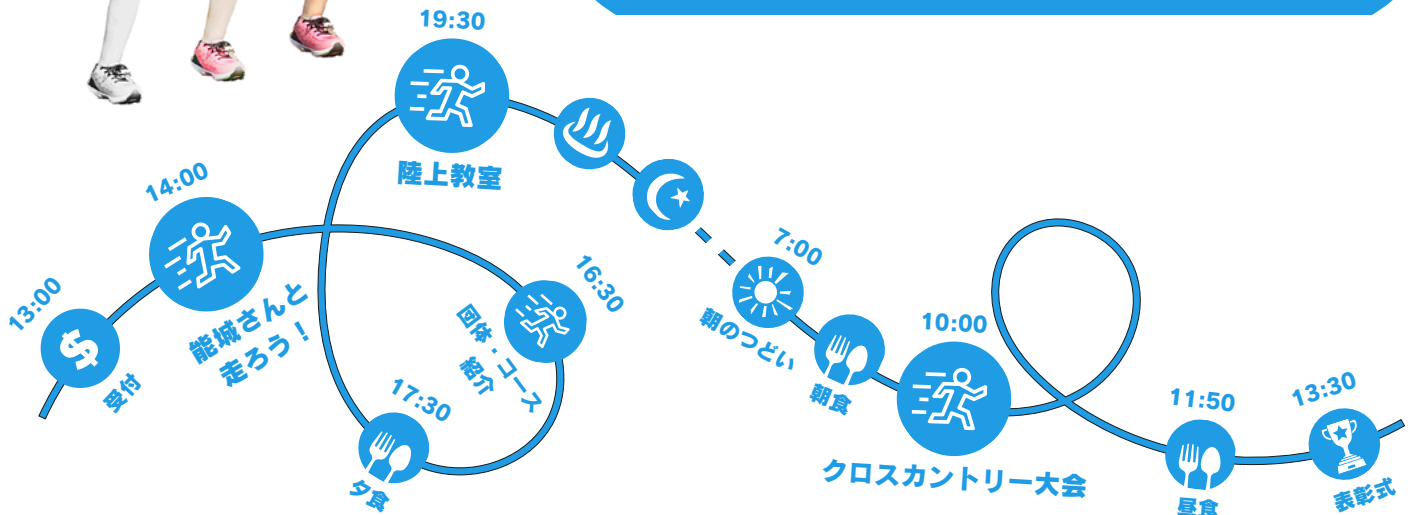 13:00
受付
14:00
能城さんと
走ろう！
16:30
団体・コース
紹介
17:30
夕食
19:30
陸上教室
7:00
朝のつどい
朝食
10:00
クロスカントリー大会
11:50
昼食
13:30
表彰式